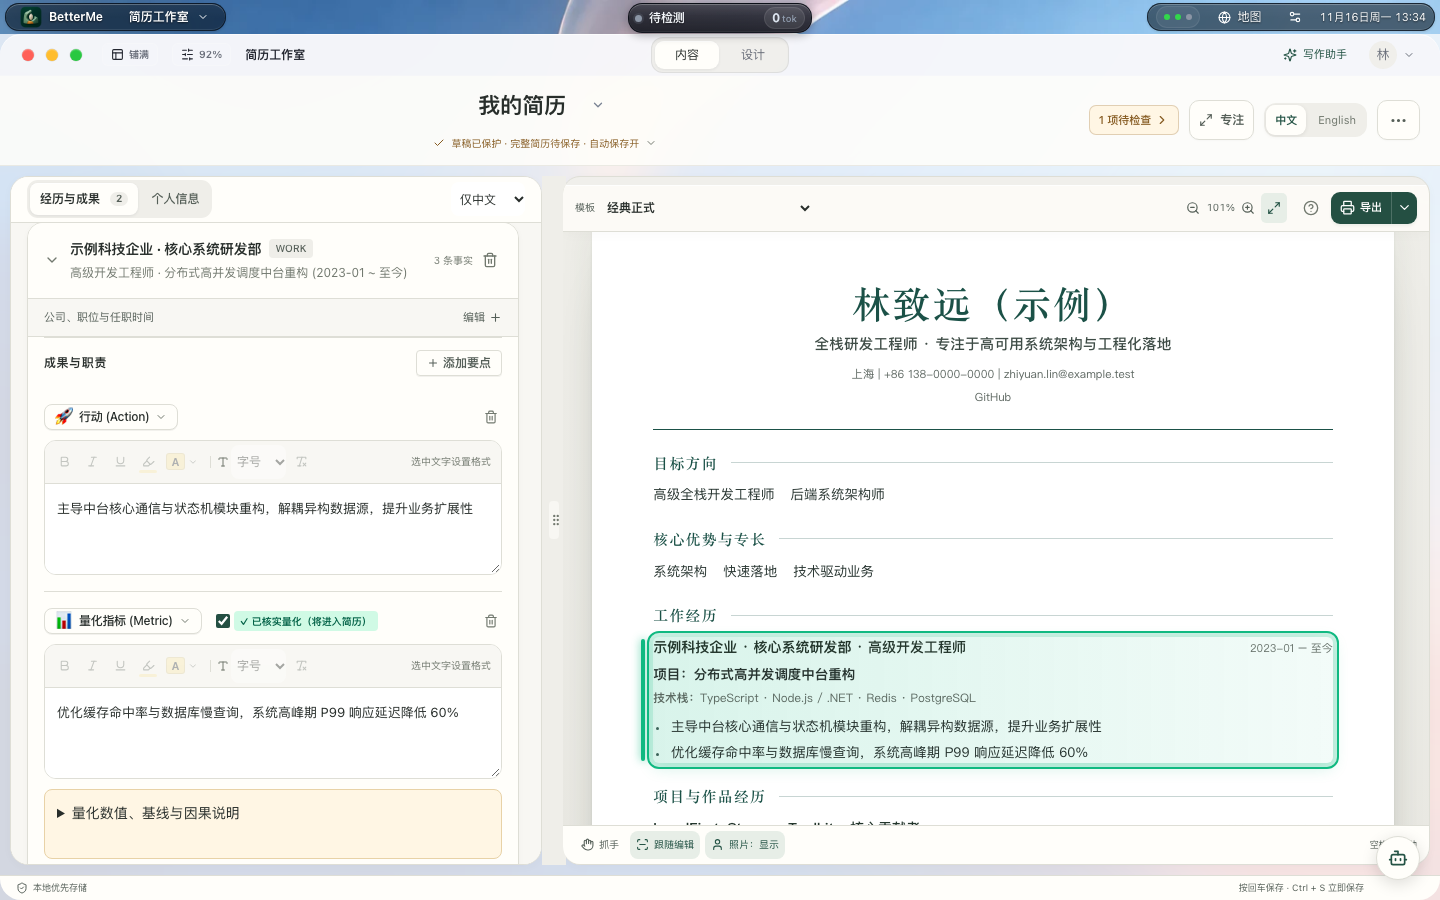 BetterMe 简历工作室
待检测 0 tok
地图 11月16日周一 13:34
铺满 92% 简历工作室
内容 设计
写作助手 林
我的简历
草稿已保护 · 完整简历待保存 · 自动保存开
1 项待检查 专注 中文 English
经历与成果 2 个人信息 仅中文
示例科技企业 · 核心系统研发部 WORK
高级开发工程师 · 分布式高并发调度中台重构 (2023-01 ~ 至今)
3 条事实
公司、职位与任职时间 编辑
成果与职责 添加要点
🚀 行动 (Action)
B I U A T 字号 选中文字设置格式
主导中台核心通信与状态机模块重构，解耦异构数据源，提升业务扩展性
📊 量化指标 (Metric) ✓ 已核实量化（将进入简历）
B I U A T 字号 选中文字设置格式
优化缓存命中率与数据库慢查询，系统高峰期 P99 响应延迟降低 60%
▶ 量化数值、基线与因果说明
模板 经典正式 101% 导出
林致远（示例）
全栈研发工程师 · 专注于高可用系统架构与工程化落地
上海 | +86 138-0000-0000 | zhiyuan.lin@example.test
GitHub
目标方向
高级全栈开发工程师 后端系统架构师
核心优势与专长
系统架构 快速落地 技术驱动业务
工作经历
示例科技企业 · 核心系统研发部 · 高级开发工程师 2023-01 — 至今
项目：分布式高并发调度中台重构
技术栈：TypeScript · Node.js / .NET · Redis · PostgreSQL
• 主导中台核心通信与状态机模块重构，解耦异构数据源，提升业务扩展性
• 优化缓存命中率与数据库慢查询，系统高峰期 P99 响应延迟降低 60%
项目与作品经历
抓手 跟随编辑 照片：显示
本地优先存储
按回车保存 · Ctrl + S 立即保存